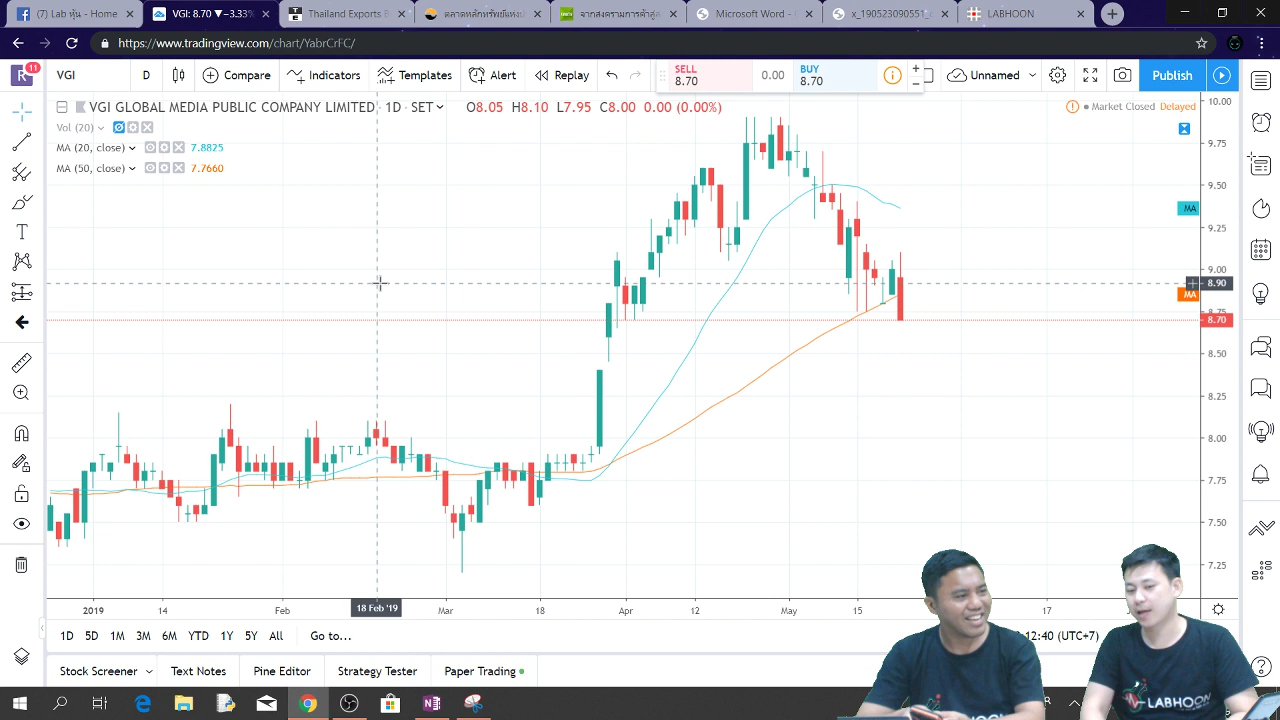 (7) Lab หุ้น - Home
VGI: 8.70 ▼−3.33%
Thailand Exports B
Microsoft Word -
20190523090551_c
LABHOON
https://www.tradingview.com/chart/YabrCrFC/
R
11
VGI
D
Compare
Indicators
Templates
Alert
Replay
SELL
8.70
0.00
BUY
8.70
Unnamed
Publish
VGI GLOBAL MEDIA PUBLIC COMPANY LIMITED · 1D · SET
O8.05 H8.10 L7.95 C8.00 0.00 (0.00%)
Market Closed Delayed
Vol (20)
MA (20, close) 7.8825
MA (50, close) 7.7660
10.00
9.75
9.50
MA
9.25
9.00
8.90
MA
8.75
8.70
8.50
8.25
8.00
7.75
7.50
7.25
2019
14
Feb
18 Feb '19
Mar
18
Apr
12
May
15
17
1D 5D 1M 3M 6M YTD 1Y 5Y All Go to...
12:40 (UTC+7)
Stock Screener
Text Notes
Pine Editor
Strategy Tester
Paper Trading
LABHOON